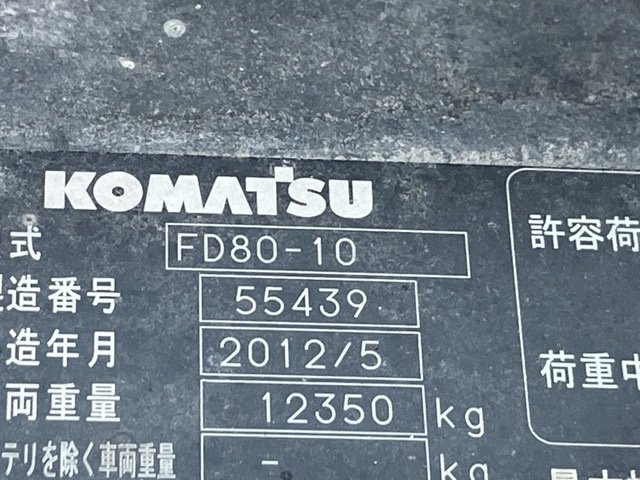 KOMATSU
式 FD80-10
造番号 55439
造年月 2012/5
両重量 12350 kg
テリを除く車両重量 - kg
許容荷
荷重中